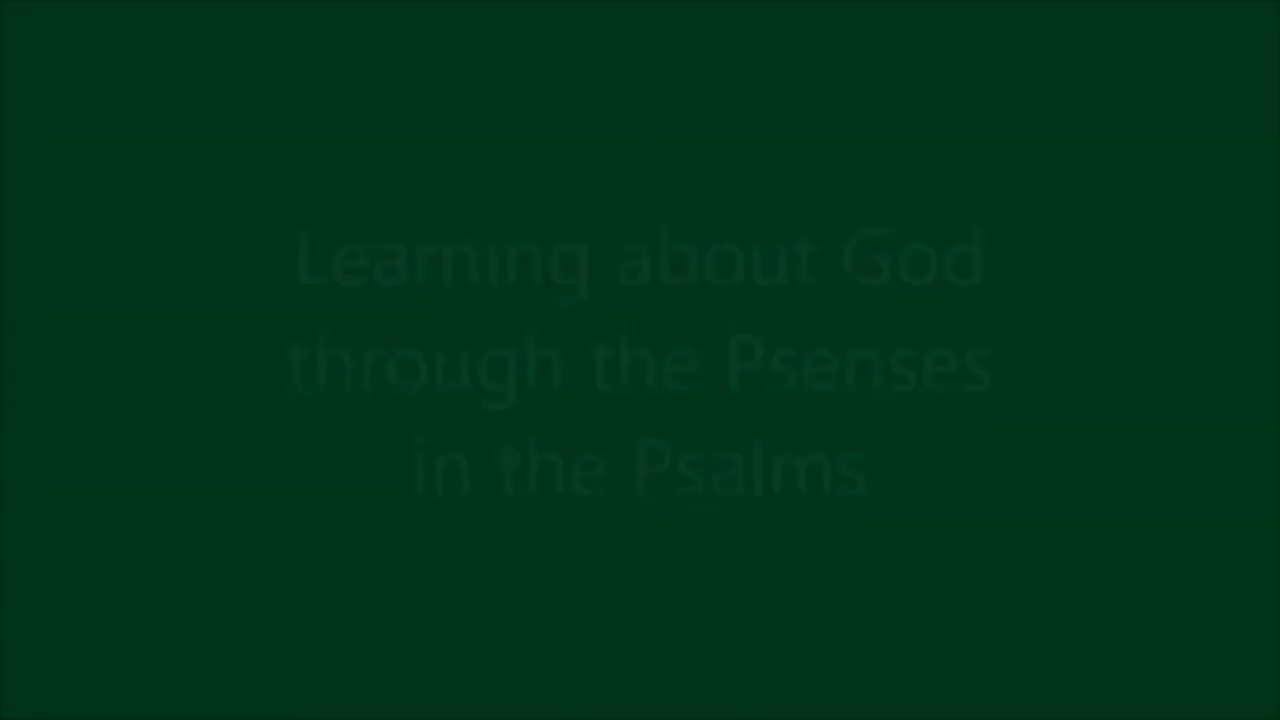 Learning about God
through the Psenses
in the Psalms